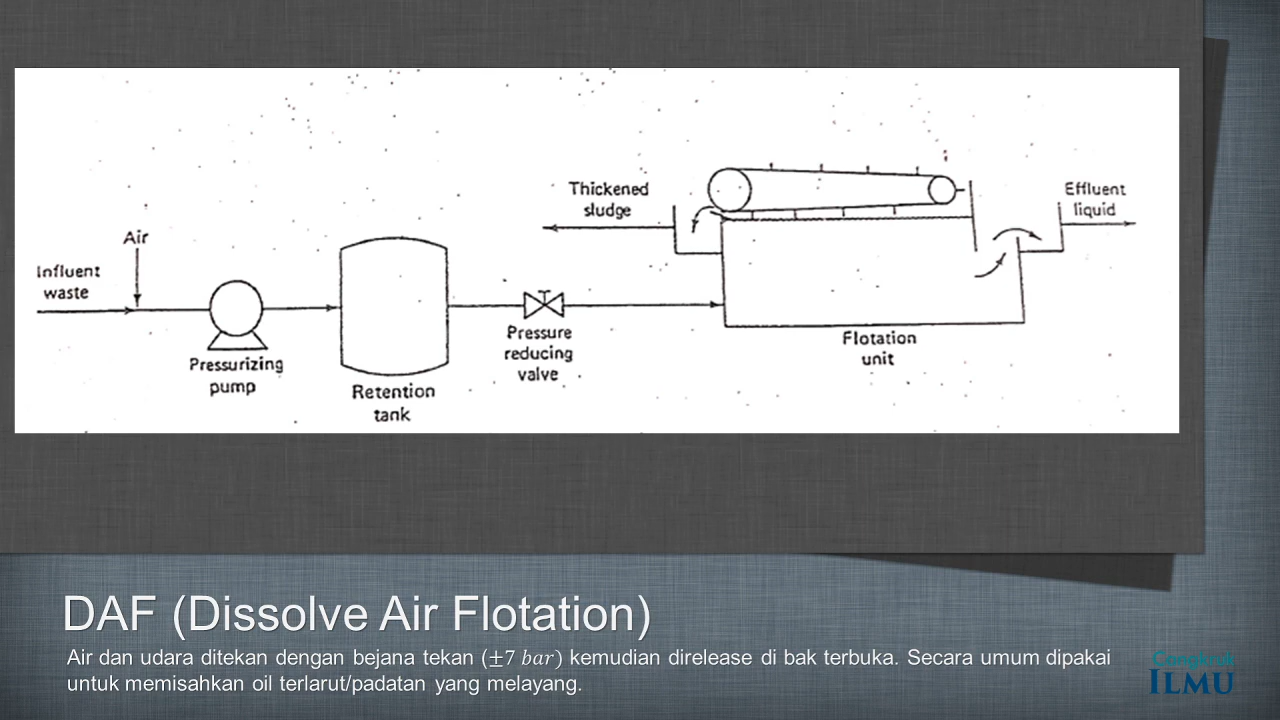 Thickened
sludge
Effluent
liquid
Air
Influent
waste
Pressurizing
pump
Retention
tank
Pressure
reducing
valve
Flotation
unit
DAF (Dissolve Air Flotation)
Air dan udara ditekan dengan bejana tekan (±7 bar) kemudian direlease di bak terbuka. Secara umum dipakai
untuk memisahkan oil terlarut/padatan yang melayang.
Cangkruk
ILMU